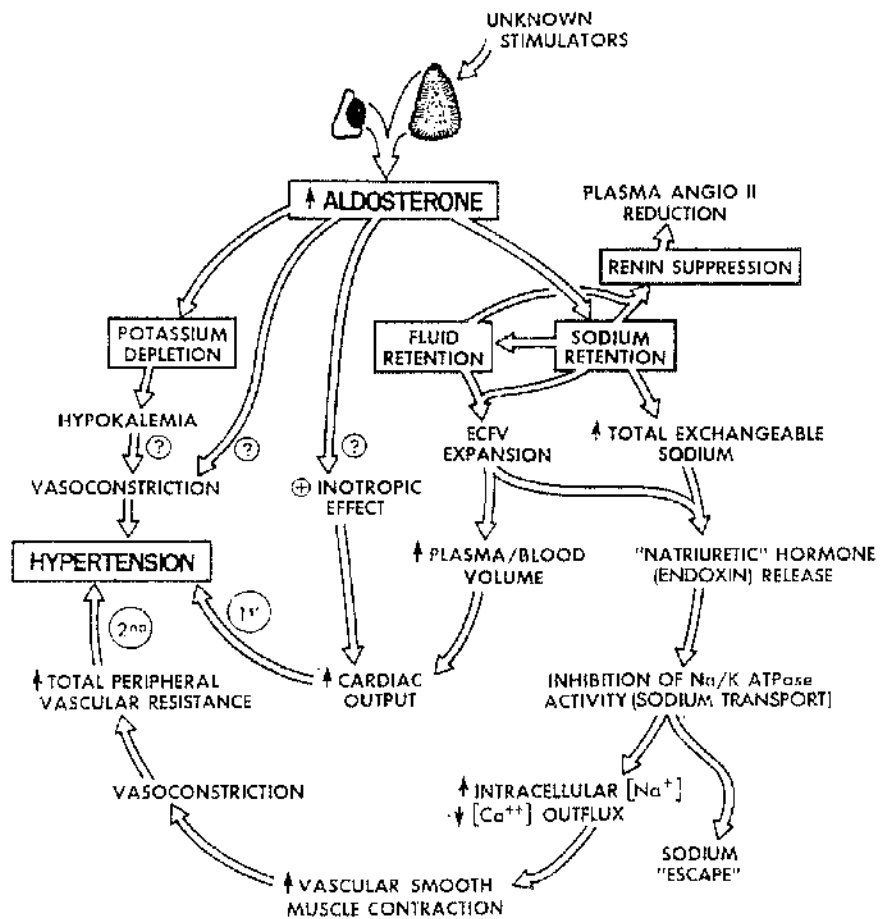 UNKNOWN
STIMULATORS
↑ ALDOSTERONE
PLASMA ANGIO II
REDUCTION
RENIN SUPPRESSION
POTASSIUM
DEPLETION
FLUID
RETENTION
SODIUM
RETENTION
HYPOKALEMIA
?
?
?
VASOCONSTRICTION
⊕ INOTROPIC
EFFECT
ECFV
EXPANSION
↑ TOTAL EXCHANGEABLE
SODIUM
HYPERTENSION
↑ PLASMA/BLOOD
VOLUME
"NATRIURETIC" HORMONE
(ENDOXIN) RELEASE
2ND
1ST
↑ TOTAL PERIPHERAL
VASCULAR RESISTANCE
↑ CARDIAC
OUTPUT
INHIBITION OF Na/K ATPase
ACTIVITY (SODIUM TRANSPORT)
VASOCONSTRICTION
↑ INTRACELLULAR [Na+]
↓ [Ca++] OUTFLUX
SODIUM
"ESCAPE"
↑ VASCULAR SMOOTH
MUSCLE CONTRACTION